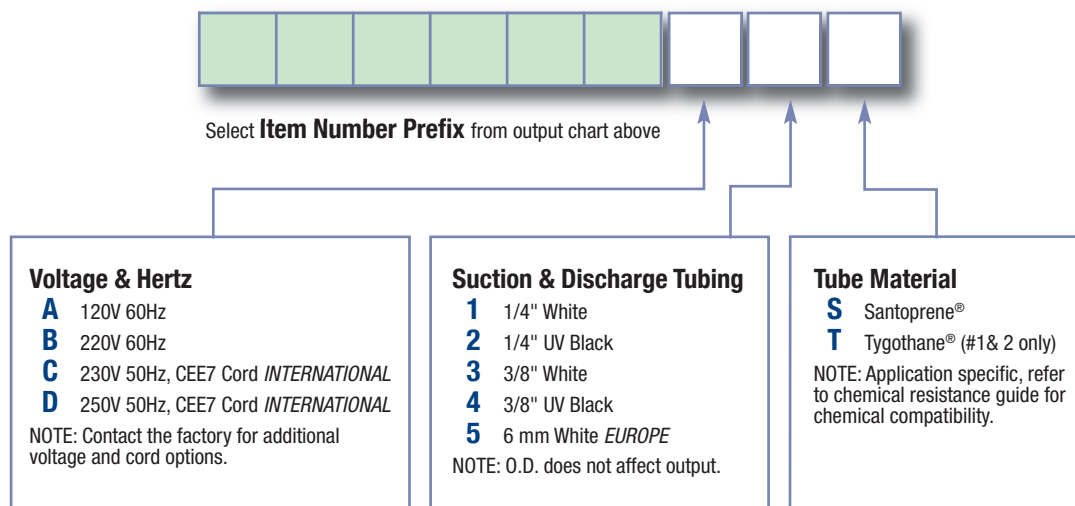 Select Item Number Prefix from output chart above
Voltage & Hertz
A 120V 60Hz
B 220V 60Hz
C 230V 50Hz, CEE7 Cord INTERNATIONAL
D 250V 50Hz, CEE7 Cord INTERNATIONAL
NOTE: Contact the factory for additional
voltage and cord options.
Suction & Discharge Tubing
1 1/4" White
2 1/4" UV Black
3 3/8" White
4 3/8" UV Black
5 6 mm White EUROPE
NOTE: O.D. does not affect output.
Tube Material
S Santoprene®
T Tygothane® (#1& 2 only)
NOTE: Application specific, refer
to chemical resistance guide for
chemical compatibility.